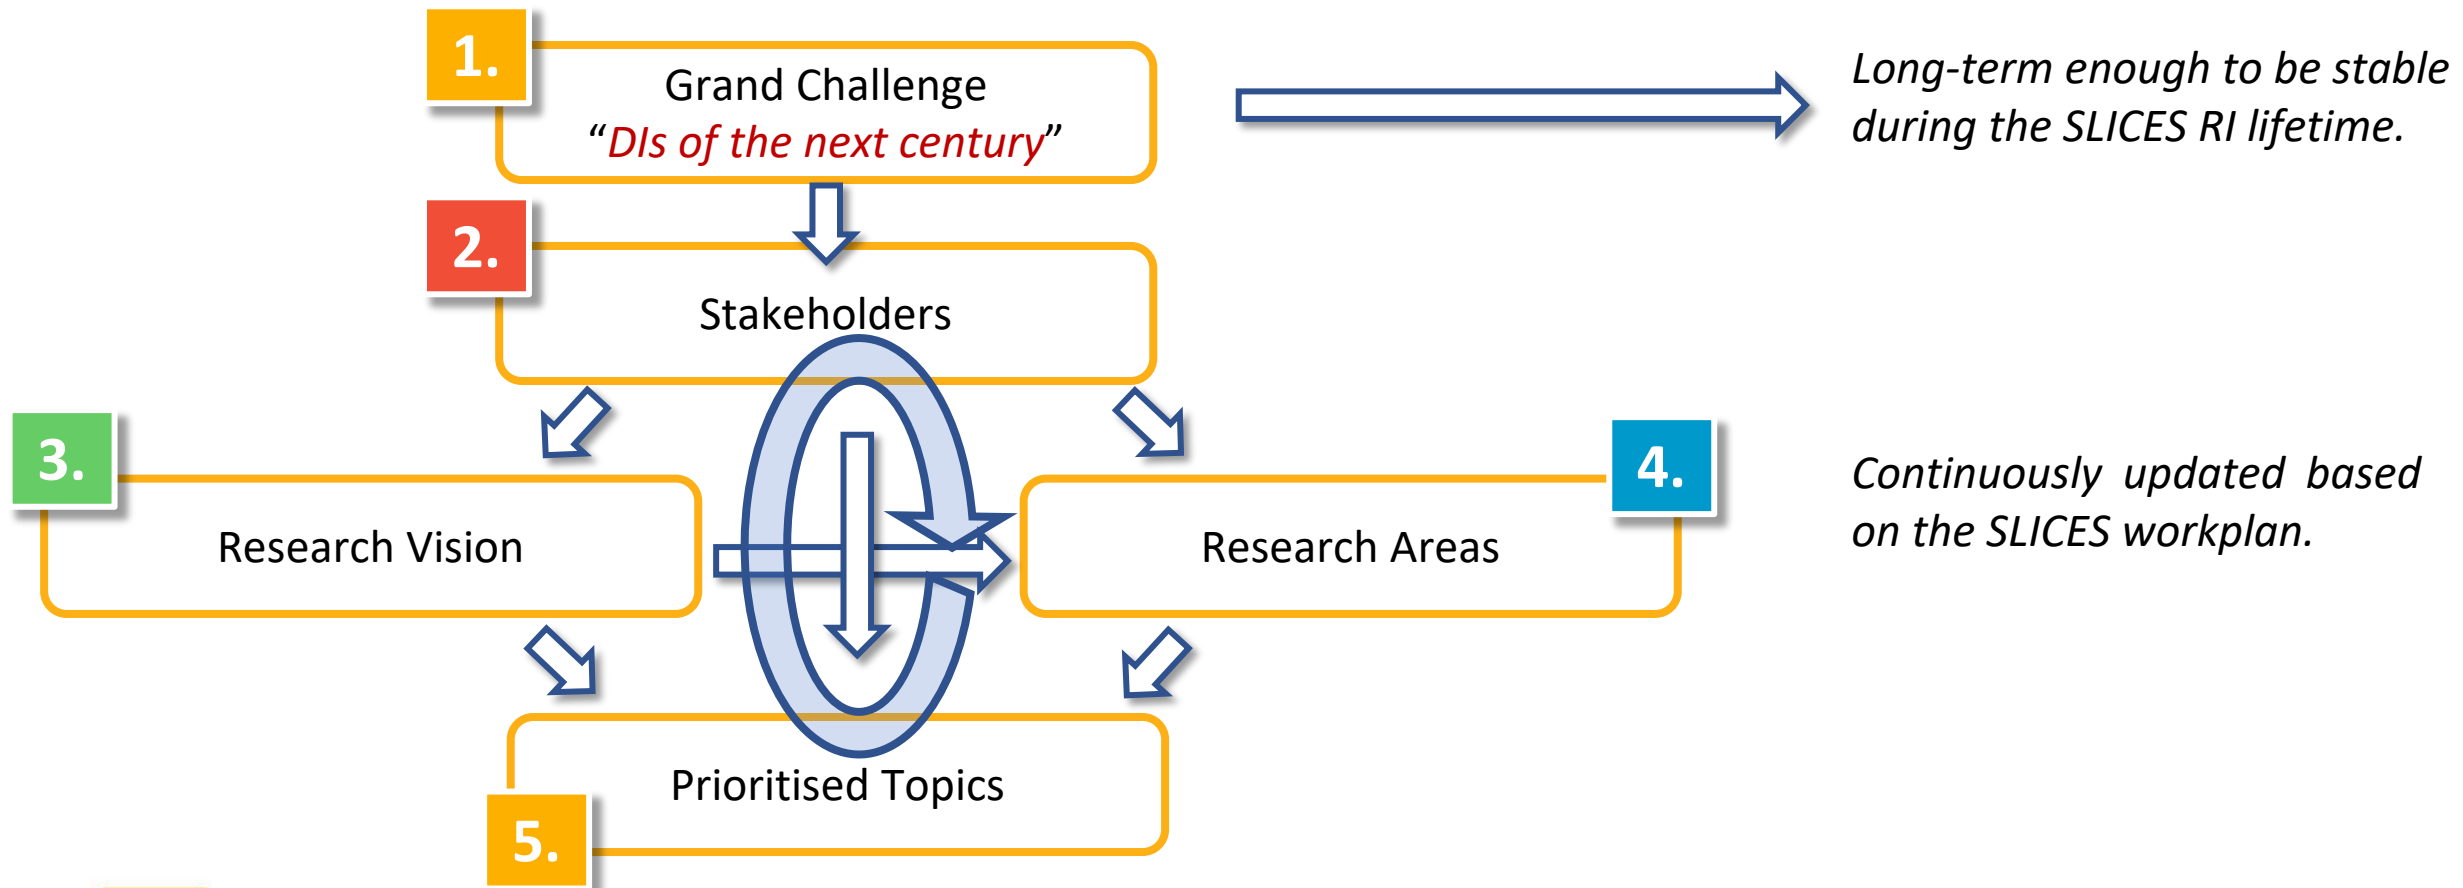 1.
Grand Challenge
“DIs of the next century”
Long-term enough to be stable
during the SLICES RI lifetime.
2.
Stakeholders
3.
Research Vision
4.
Research Areas
Continuously updated based
on the SLICES workplan.
Prioritised Topics
5.